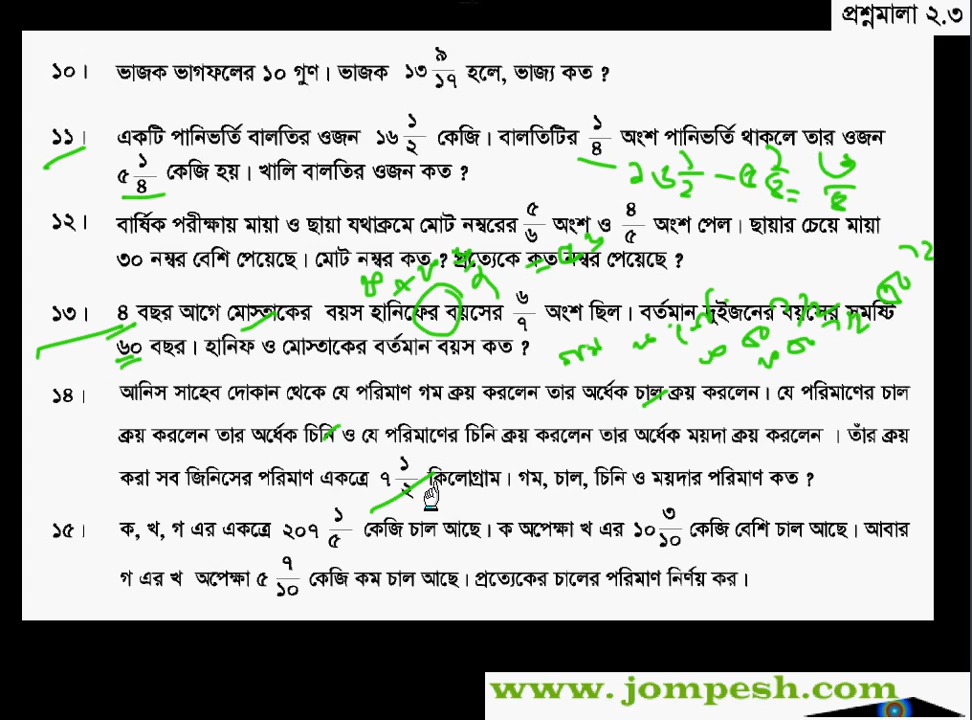 প্রশ্নমালা ২.৩
১০। ভাজক ভাগফলের ১০ গুণ। ভাজক ১৩ ৯/১৭ হলে, ভাজ্য কত ?
১১। একটি পানিভর্তি বালতির ওজন ১৬ ১/২ কেজি। বালতিটির ১/৪ অংশ পানিভর্তি থাকলে তার ওজন
৫ ১/৪ কেজি হয়। খালি বালতির ওজন কত ?
১২। বার্ষিক পরীক্ষায় মায়া ও ছায়া যথাক্রমে মোট নম্বরের ৫/৬ অংশ ও ৪/৫ অংশ পেল। ছায়ার চেয়ে মায়া
৩০ নম্বর বেশি পেয়েছে। মোট নম্বর কত ? প্রত্যেকে কত নম্বর পেয়েছে ?
১৩। ৪ বছর আগে মোস্তাকের বয়স হানিফের বয়সের ৬/৭ অংশ ছিল। বর্তমান দুইজনের বয়সের সমষ্টি
৬০ বছর। হানিফ ও মোস্তাকের বর্তমান বয়স কত ?
১৪। আনিস সাহেব দোকান থেকে যে পরিমাণ গম ক্রয় করলেন তার অর্ধেক চাল ক্রয় করলেন। যে পরিমাণের চাল
ক্রয় করলেন তার অর্ধেক চিনি ও যে পরিমাণের চিনি ক্রয় করলেন তার অর্ধেক ময়দা ক্রয় করলেন । তাঁর ক্রয়
করা সব জিনিসের পরিমাণ একত্রে ৭ ১/২ কিলোগ্রাম। গম, চাল, চিনি ও ময়দার পরিমাণ কত ?
১৫। ক, খ, গ এর একত্রে ২০৭ ১/৫ কেজি চাল আছে। ক অপেক্ষা খ এর ১০ ৩/১০ কেজি বেশি চাল আছে। আবার
গ এর খ অপেক্ষা ৫ ৭/১০ কেজি কম চাল আছে। প্রত্যেকের চালের পরিমাণ নির্ণয় কর।
www. jompesh.com